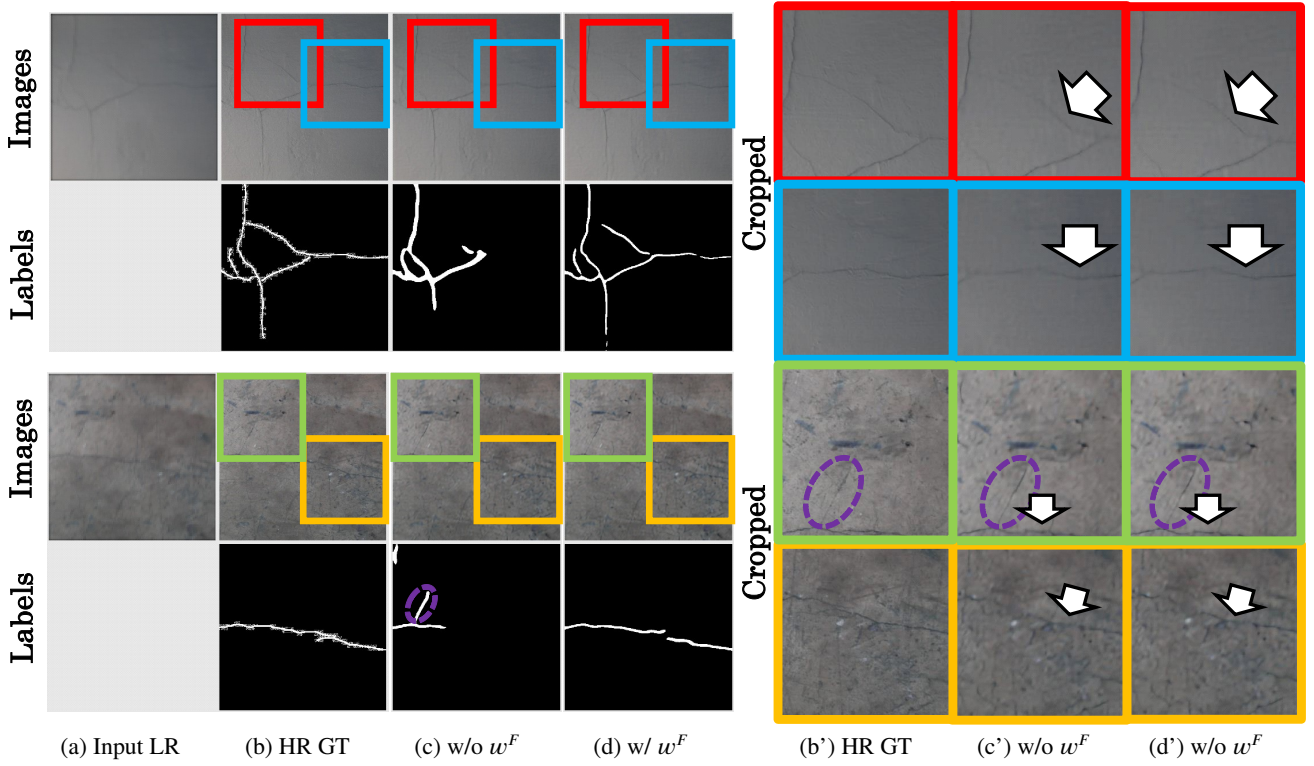 Images
Labels
Images
Labels
Cropped
Cropped
(a) Input LR
(b) HR GT
(c) w/o w^F
(d) w/ w^F
(b’) HR GT
(c’) w/o w^F
(d’) w/o w^F